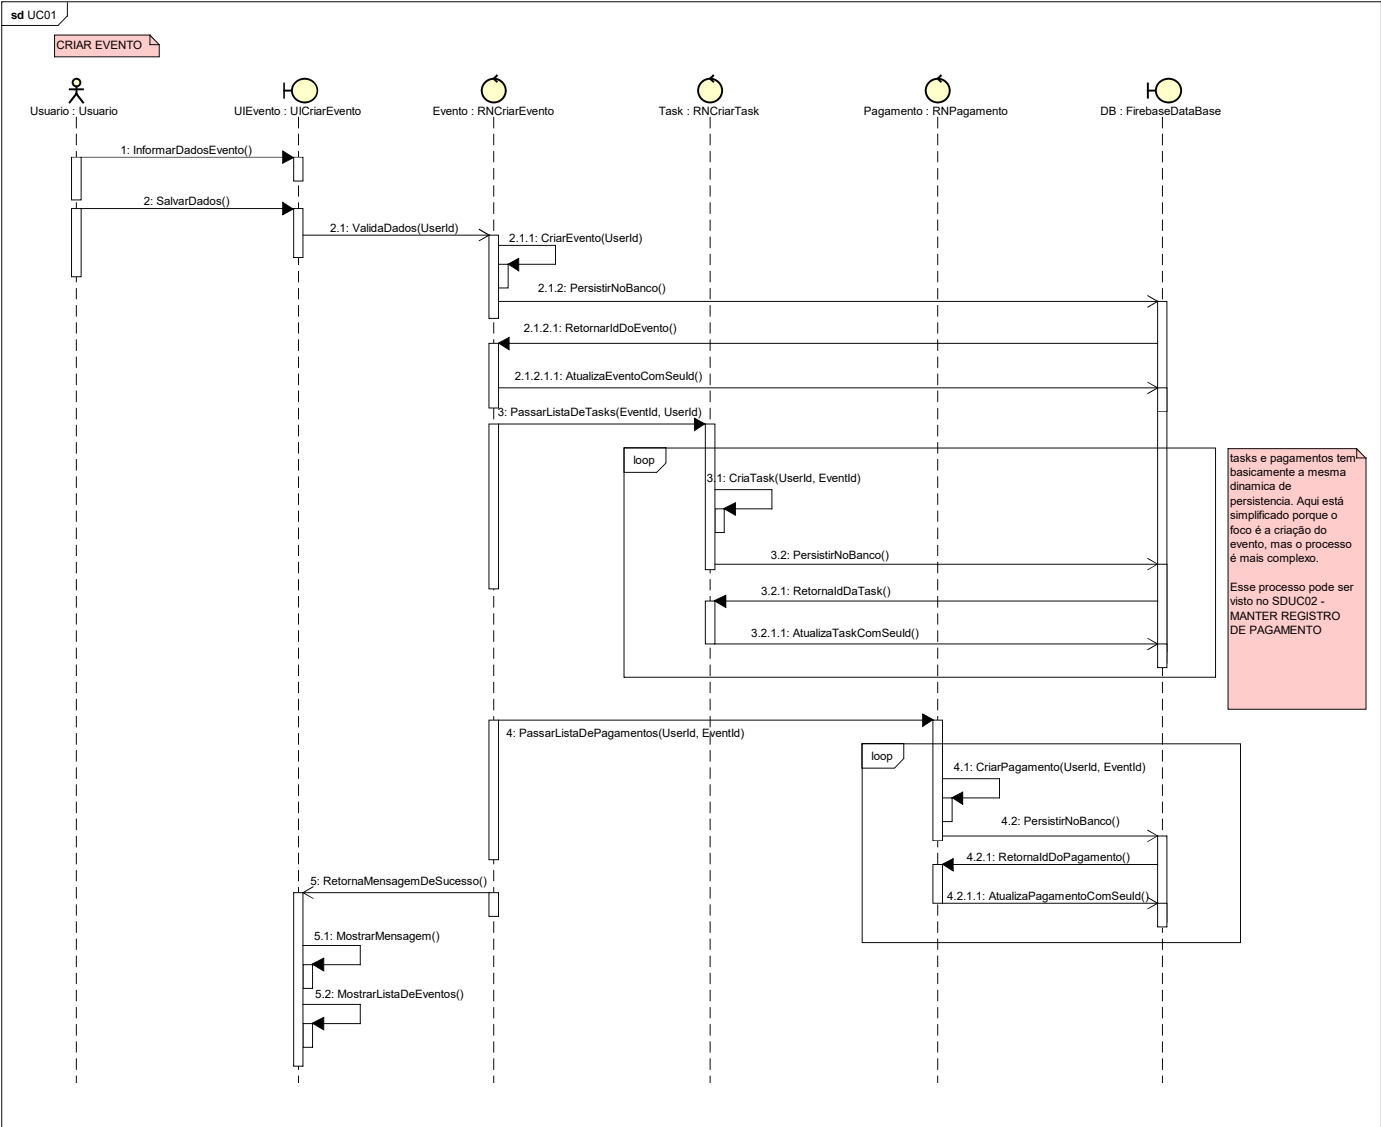 sd UC01
CRIAR EVENTO
Usuario : Usuario
UIEvento : UICriarEvento
Evento : RNCriarEvento
Task : RNCriarTask
Pagamento : RNPagamento
DB : FirebaseDataBase
1: InformarDadosEvento()
2: SalvarDados()
2.1: ValidaDados(UserId)
2.1.1: CriarEvento(UserId)
2.1.2: PersistirNoBanco()
2.1.2.1: RetornarIdDoEvento()
2.1.2.1.1: AtualizaEventoComSeuId()
3: PassarListaDeTasks(EventId, UserId)
loop
3.1: CriaTask(UserId, EventId)
3.2: PersistirNoBanco()
3.2.1: RetornaIdDaTask()
3.2.1.1: AtualizaTaskComSeuId()
tasks e pagamentos tem
basicamente a mesma
dinamica de
persistencia. Aqui está
simplificado porque o
foco é a criação do
evento, mas o processo
é mais complexo.
Esse processo pode ser
visto no SDUC02 -
MANTER REGISTRO
DE PAGAMENTO
4: PassarListaDePagamentos(UserId, EventId)
loop
4.1: CriarPagamento(UserId, EventId)
4.2: PersistirNoBanco()
4.2.1: RetornaIdDoPagamento()
4.2.1.1: AtualizaPagamentoComSeuId()
5: RetornaMensagemDeSucesso()
5.1: MostrarMensagem()
5.2: MostrarListaDeEventos()